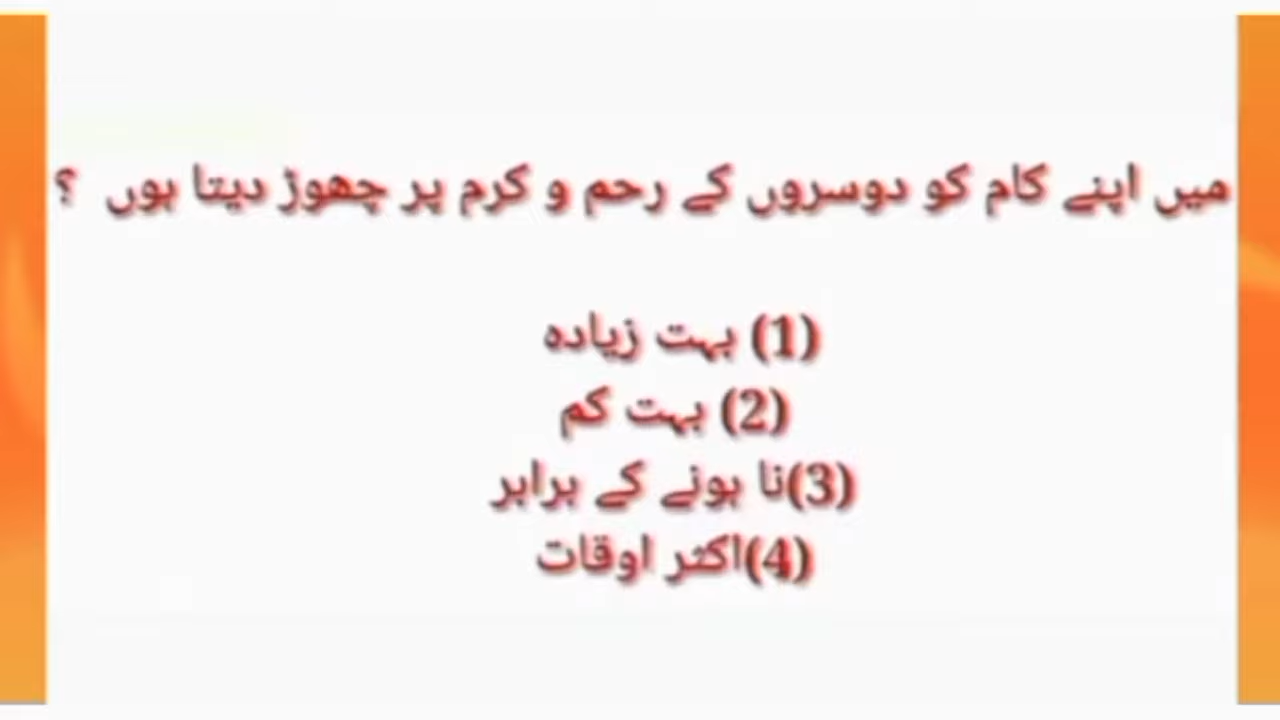 میں اپنے کام کو دوسروں کے رحم و کرم پر چھوڑ دیتا ہوں ؟
(1) بہت زیادہ
(2) بہت کم
(3)نا ہونے کے برابر
(4)اکثر اوقات